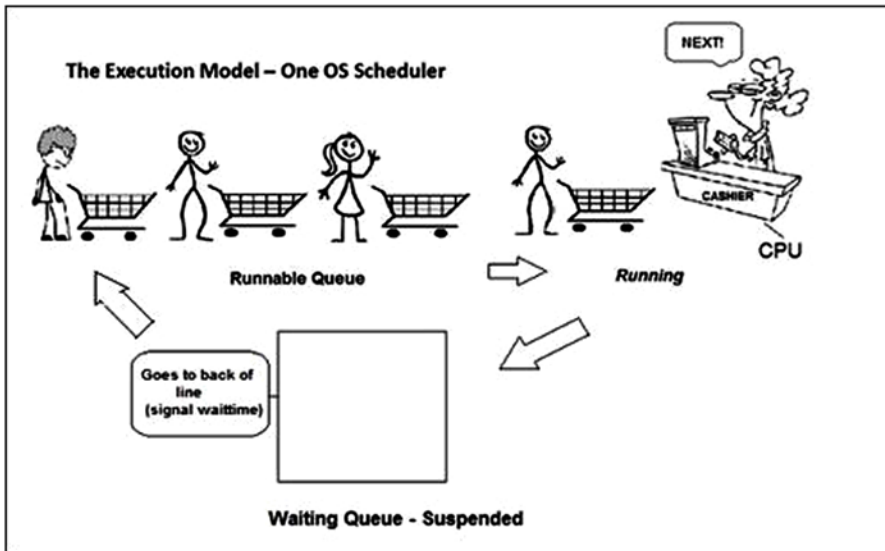 NEXT!
The Execution Model – One OS Scheduler
CASHIER
CPU
Runnable Queue
Running
Goes to back of
line
(signal waittime)
Waiting Queue - Suspended